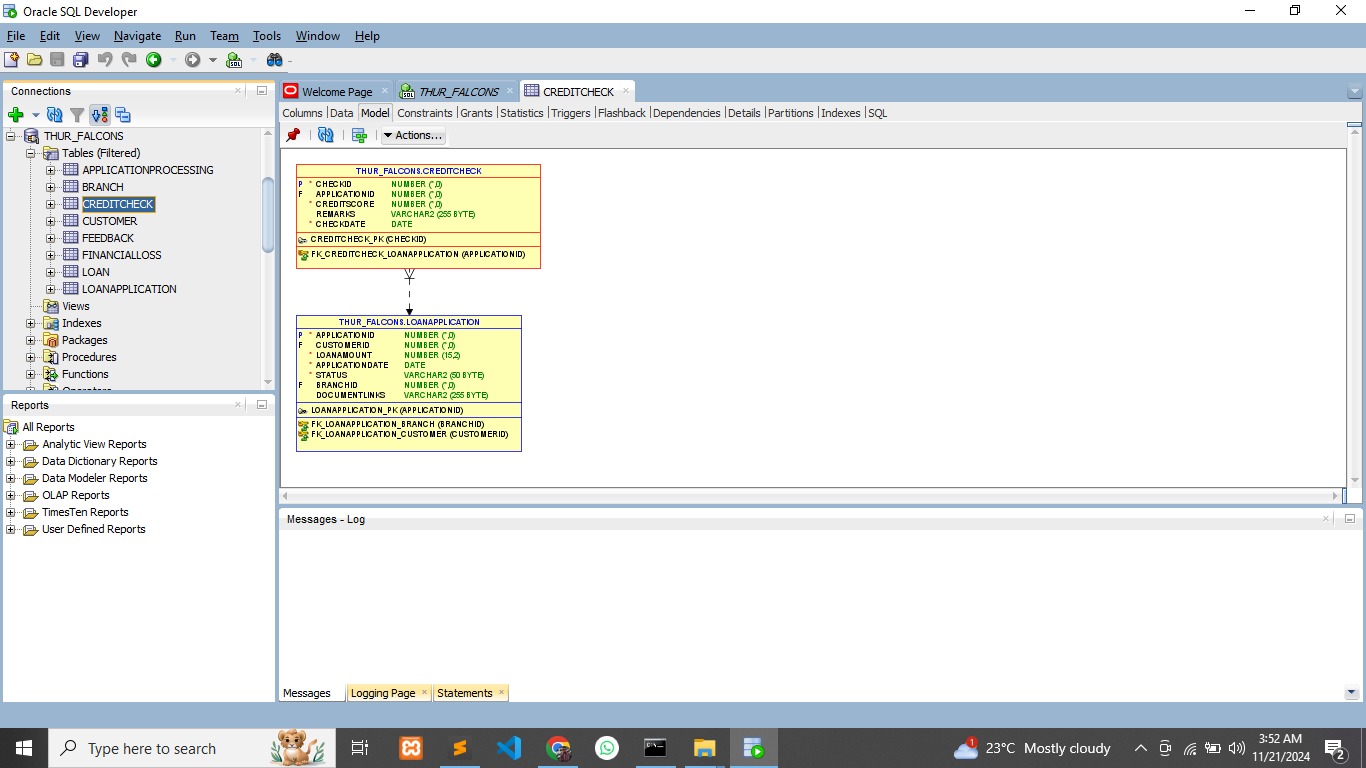 Oracle SQL Developer
File Edit View Navigate Run Team Tools Window Help
Connections
THUR_FALCONS
Tables (Filtered)
APPLICATIONPROCESSING
BRANCH
CREDITCHECK
CUSTOMER
FEEDBACK
FINANCIALLOSS
LOAN
LOANAPPLICATION
Views
Indexes
Packages
Procedures
Functions
Reports
All Reports
Analytic View Reports
Data Dictionary Reports
Data Modeler Reports
OLAP Reports
TimesTen Reports
User Defined Reports
Welcome Page THUR_FALCONS CREDITCHECK
Columns Data Model Constraints Grants Statistics Triggers Flashback Dependencies Details Partitions Indexes SQL
Actions...
THUR_FALCONS.CREDITCHECK
P * CHECKID NUMBER (*,0)
F APPLICATIONID NUMBER (*,0)
* CREDITSCORE NUMBER (*,0)
REMARKS VARCHAR2 (255 BYTE)
* CHECKDATE DATE
CREDITCHECK_PK (CHECKID)
FK_CREDITCHECK_LOANAPPLICATION (APPLICATIONID)
THUR_FALCONS.LOANAPPLICATION
P * APPLICATIONID NUMBER (*,0)
F CUSTOMERID NUMBER (*,0)
* LOANAMOUNT NUMBER (15,2)
* APPLICATIONDATE DATE
* STATUS VARCHAR2 (50 BYTE)
F BRANCHID NUMBER (*,0)
DOCUMENTLINKS VARCHAR2 (255 BYTE)
LOANAPPLICATION_PK (APPLICATIONID)
FK_LOANAPPLICATION_BRANCH (BRANCHID)
FK_LOANAPPLICATION_CUSTOMER (CUSTOMERID)
Messages - Log
Messages Logging Page Statements
Type here to search
23°C Mostly cloudy
3:52 AM
11/21/2024